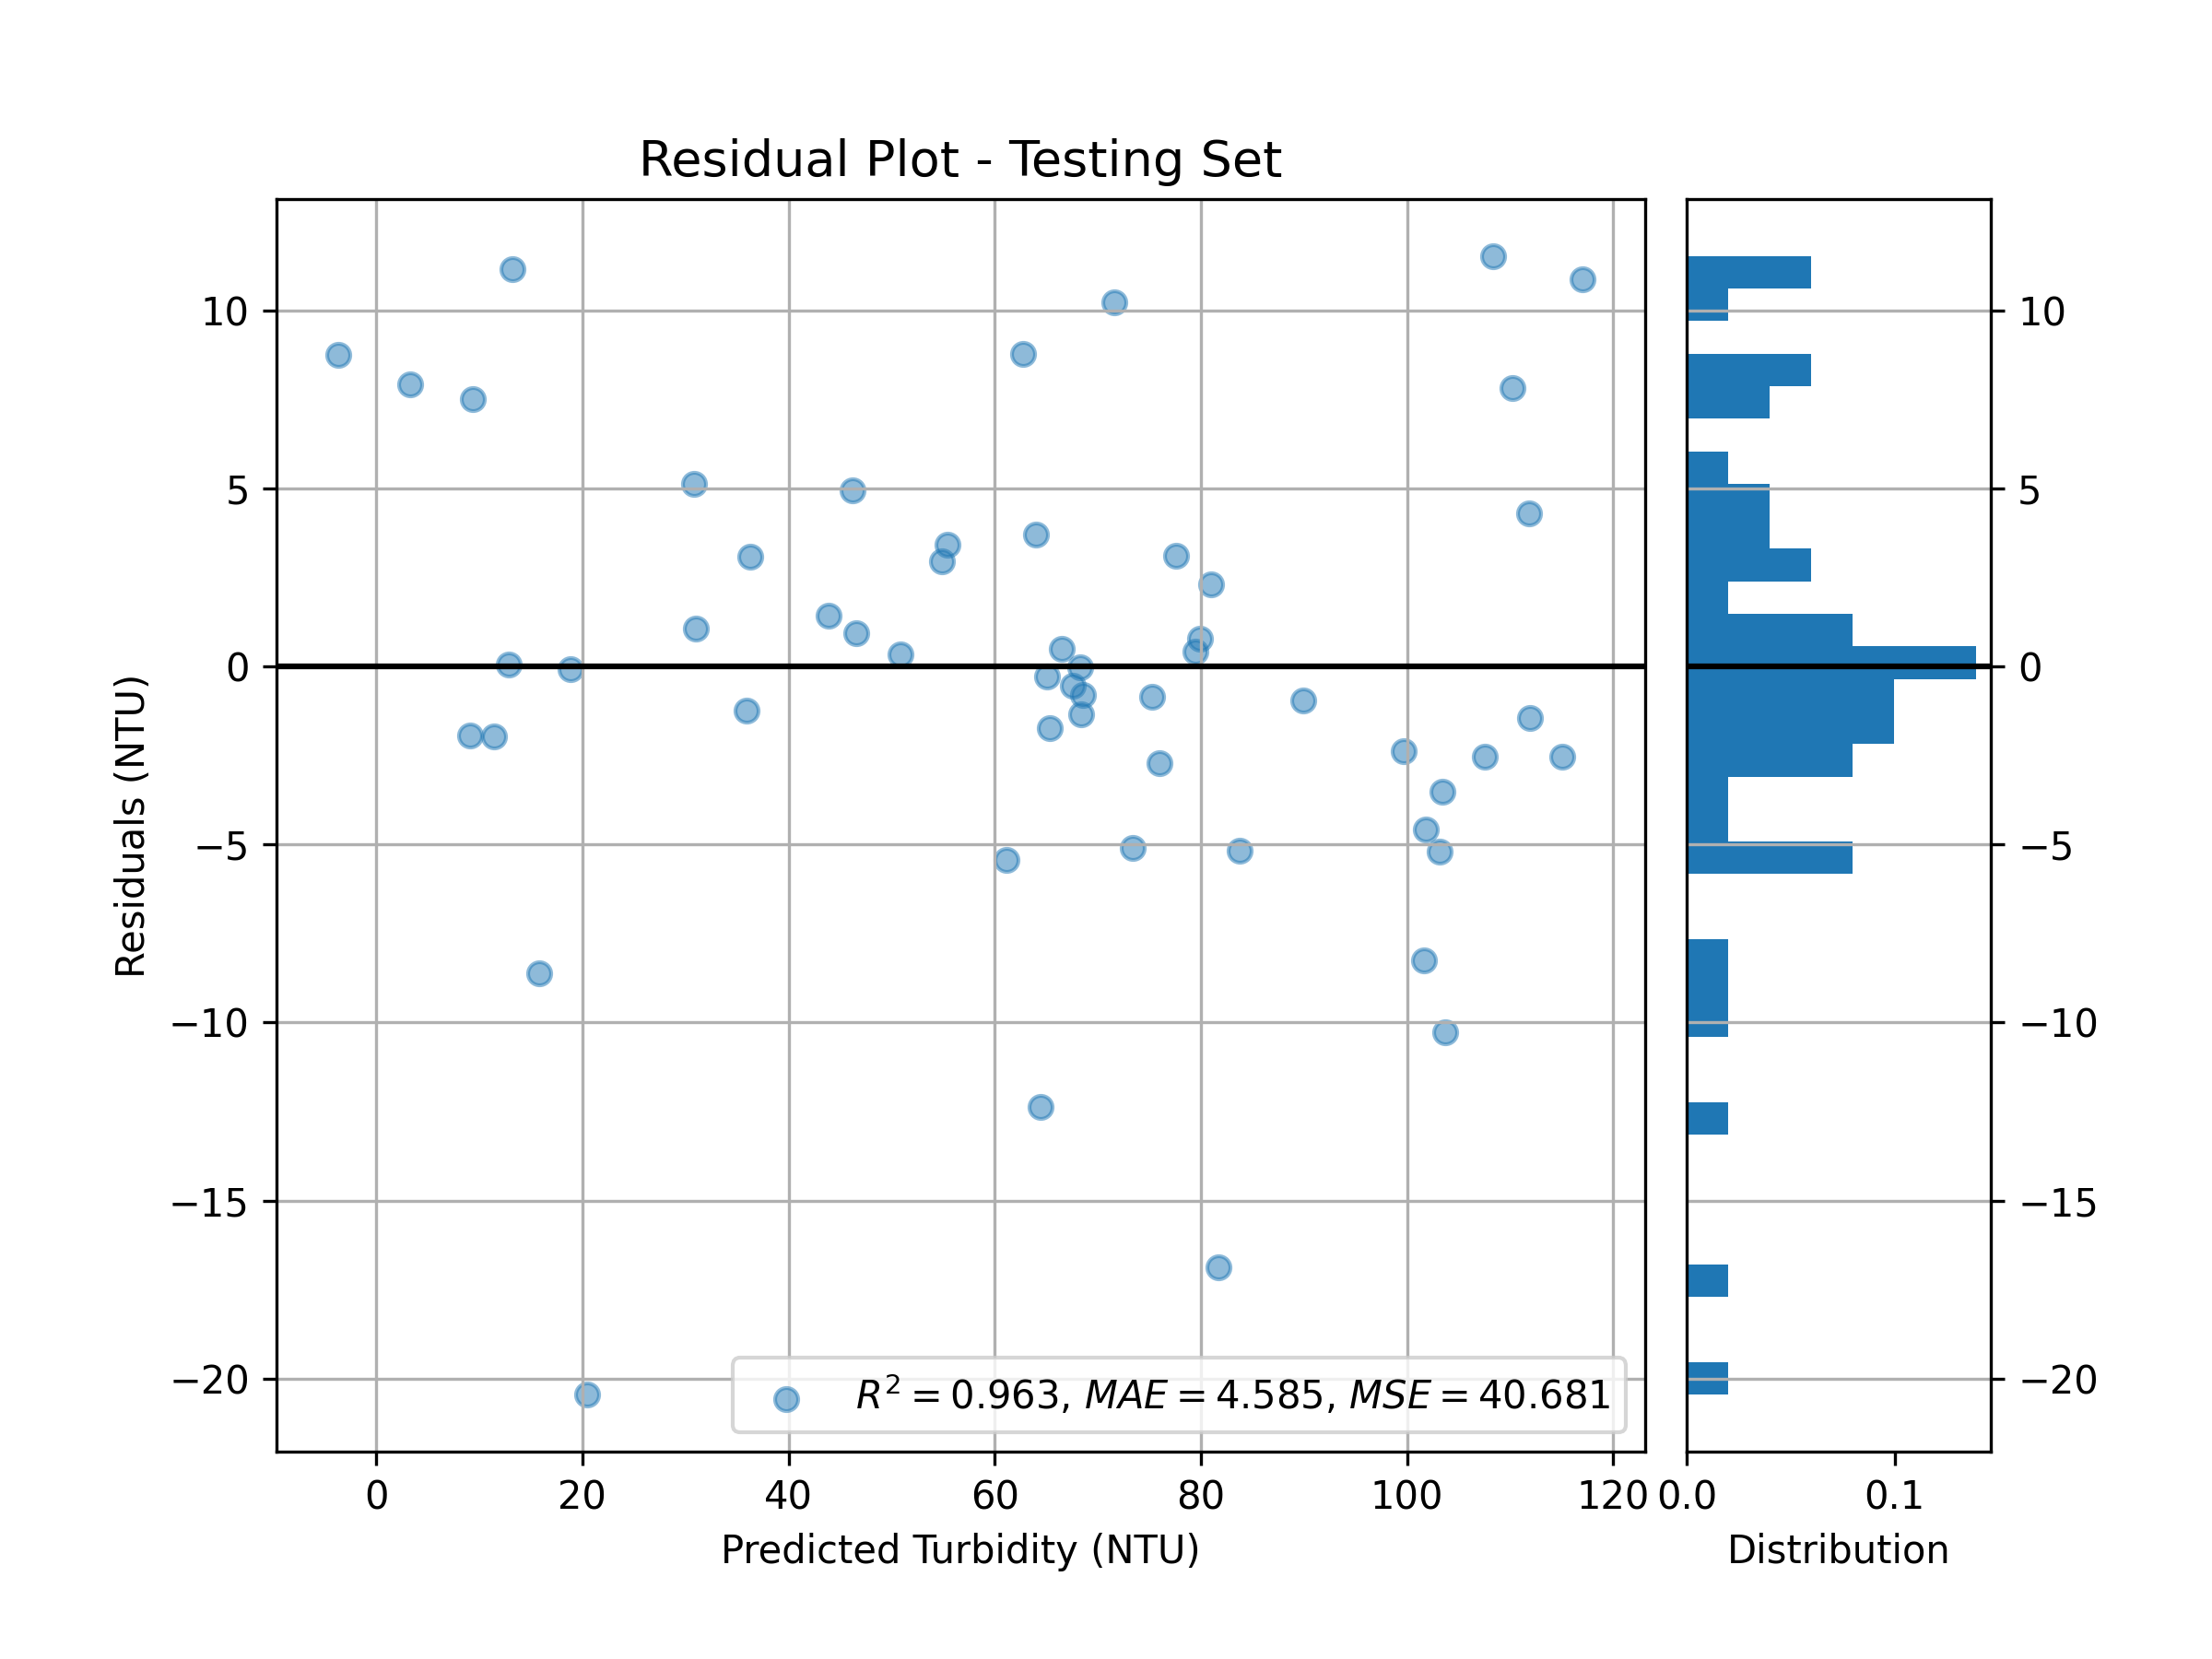 Residual Plot - Testing Set
Residuals (NTU)
10
5
0
−5
−10
−15
−20
R² = 0.963, MAE = 4.585, MSE = 40.681
0 20 40 60 80 100 120
Predicted Turbidity (NTU)
10
5
0
−5
−10
−15
−20
0.0 0.1
Distribution